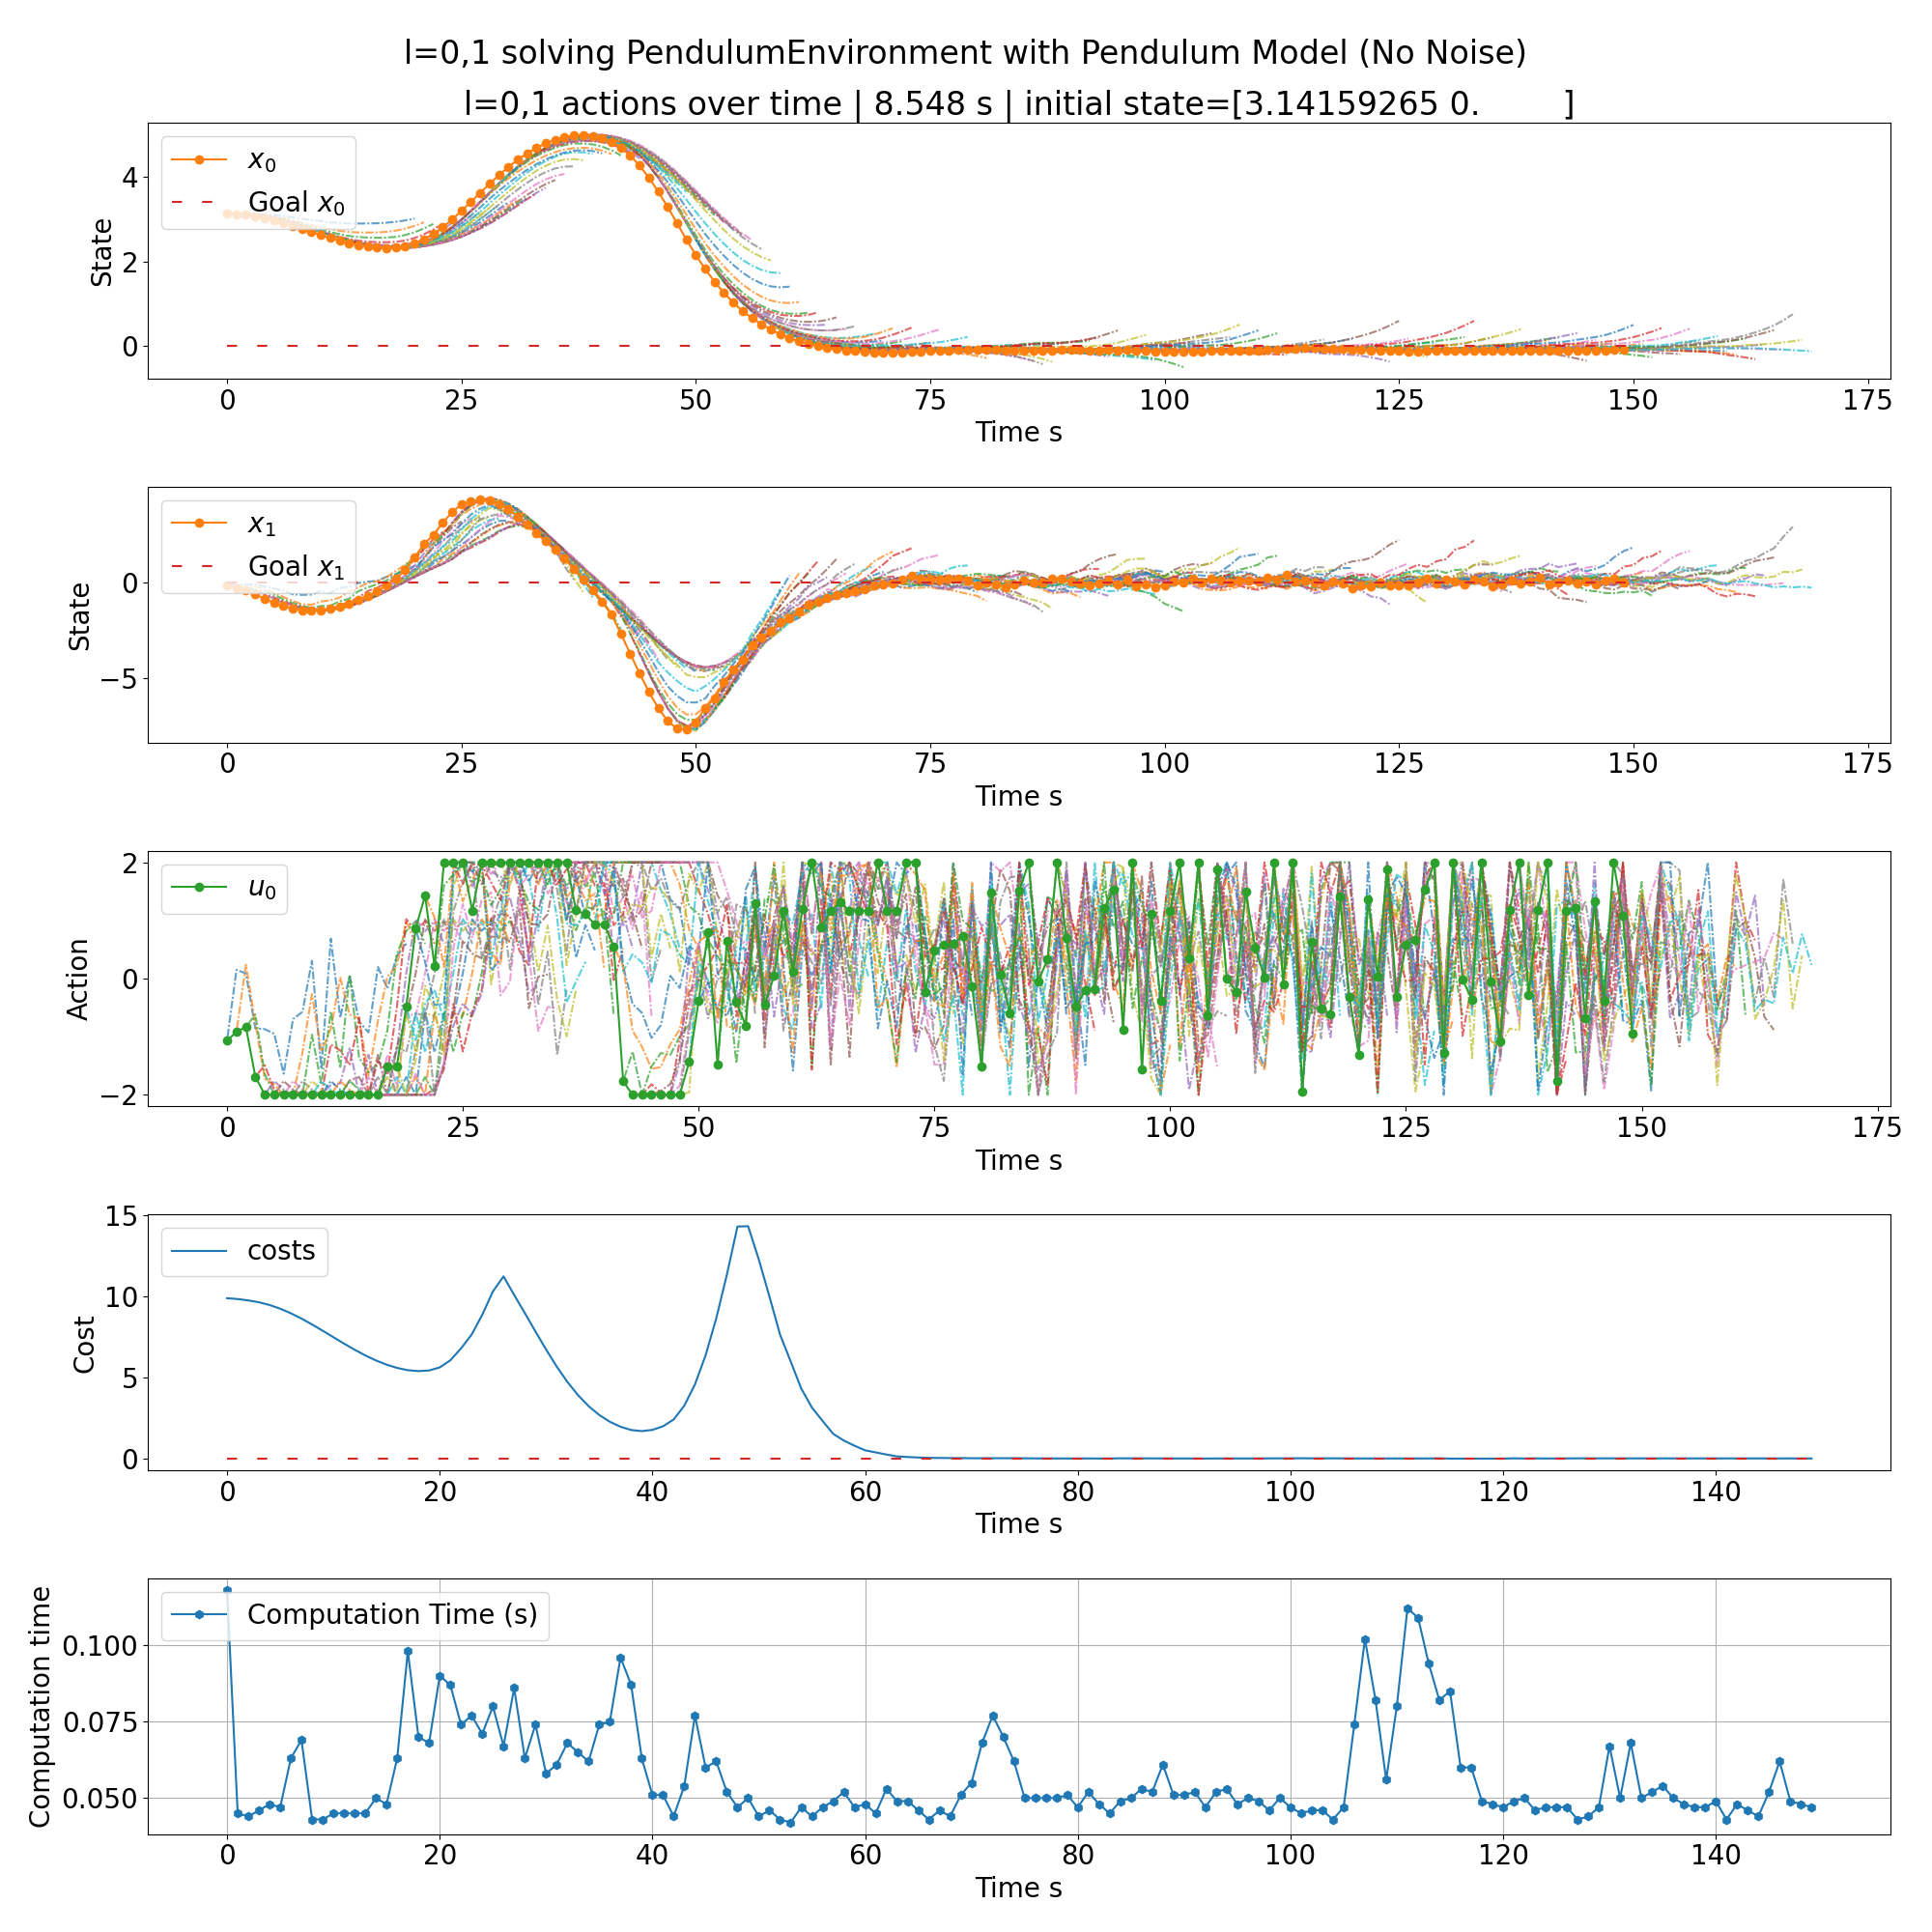 l=0,1 solving PendulumEnvironment with Pendulum Model (No Noise)
l=0,1 actions over time | 8.548 s | initial state=[3.14159265 0.         ]
x_0
Goal x_0
State
4
2
0
0 25 50 75 100 125 150 175
Time s
x_1
Goal x_1
State
0
−5
0 25 50 75 100 125 150 175
Time s
u_0
Action
2
0
−2
0 25 50 75 100 125 150 175
Time s
costs
Cost
15
10
5
0
0 20 40 60 80 100 120 140
Time s
Computation Time (s)
Computation time
0.100
0.075
0.050
0 20 40 60 80 100 120 140
Time s